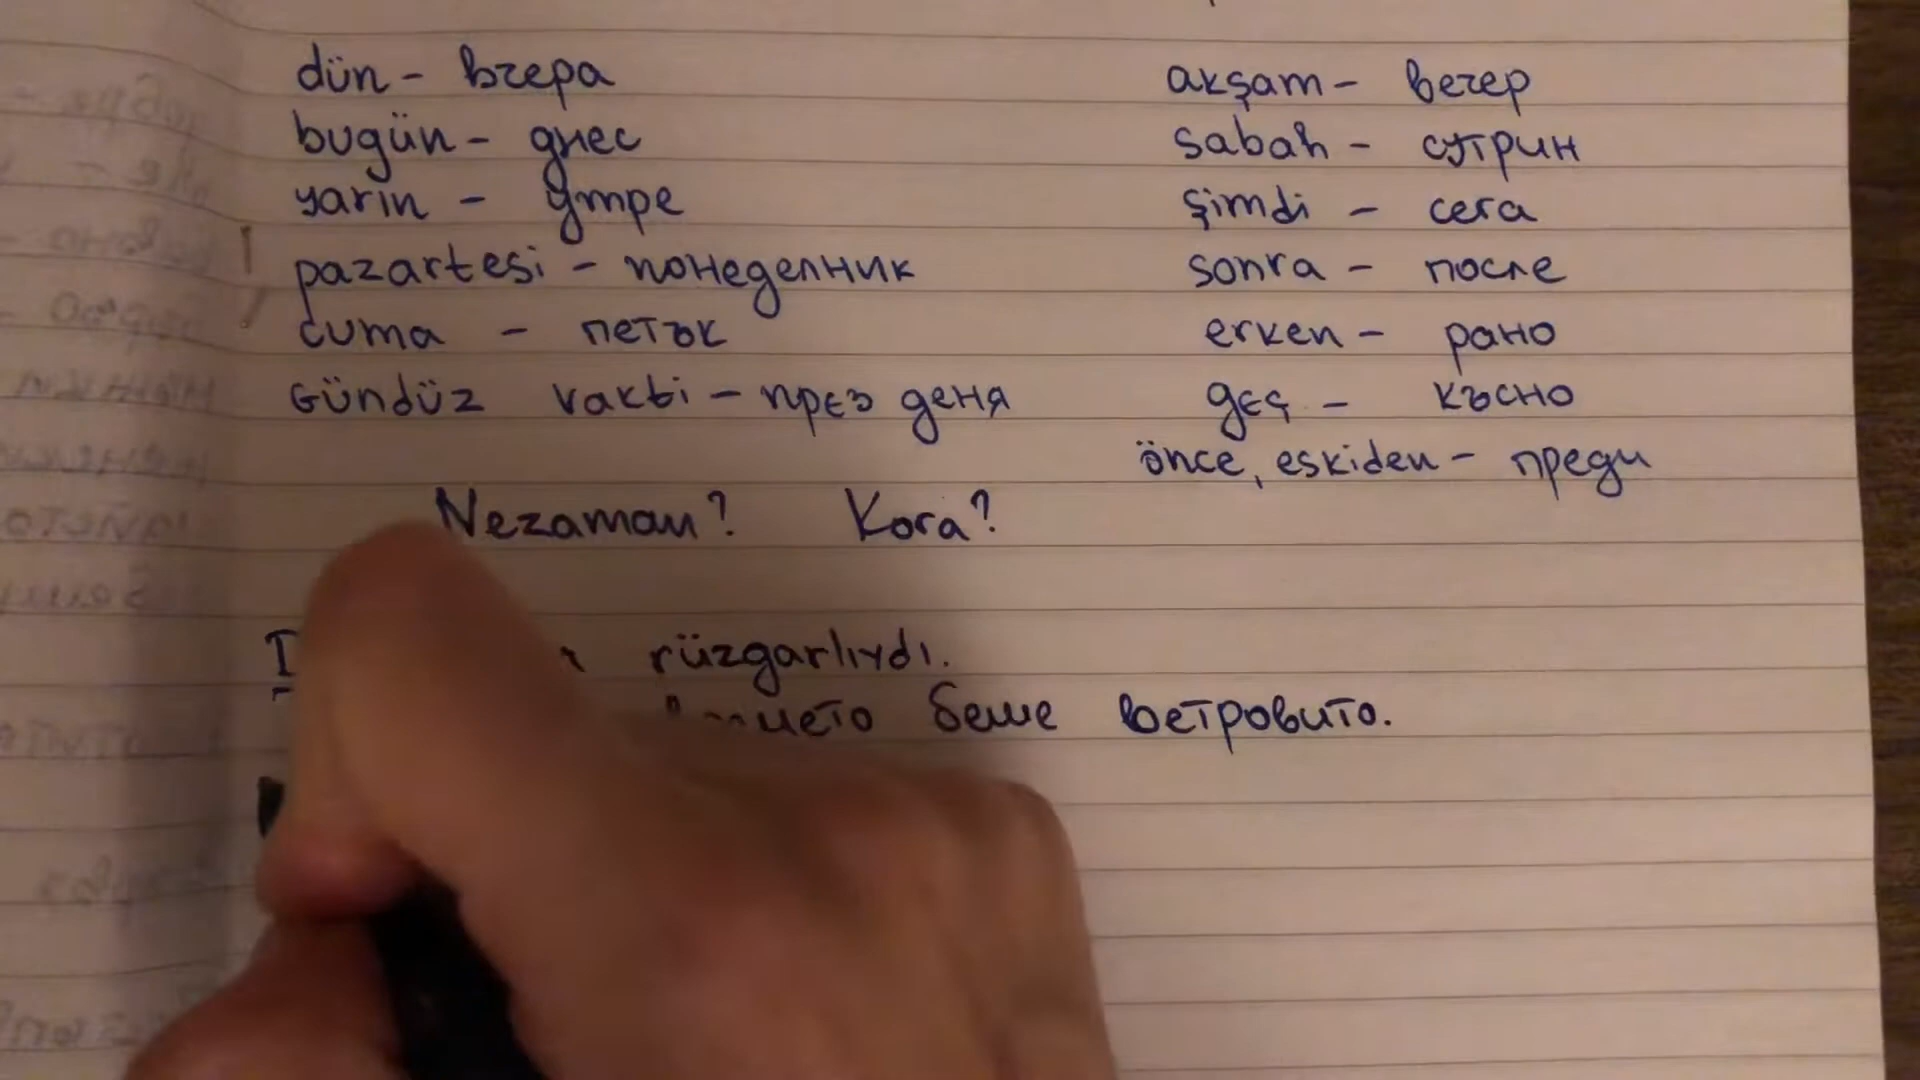 dün - вчера
bugün - днес
yarın - утре
pazartesi - понеделник
cuma - петък
Gündüz vakti - през деня
akşam - вечер
sabah - сутрин
şimdi - сега
sonra - после
erken - рано
geç - късно
önce, eskiden - преди
Nezaman? Кога?
rüzgarlıydı.
беше ветровито.